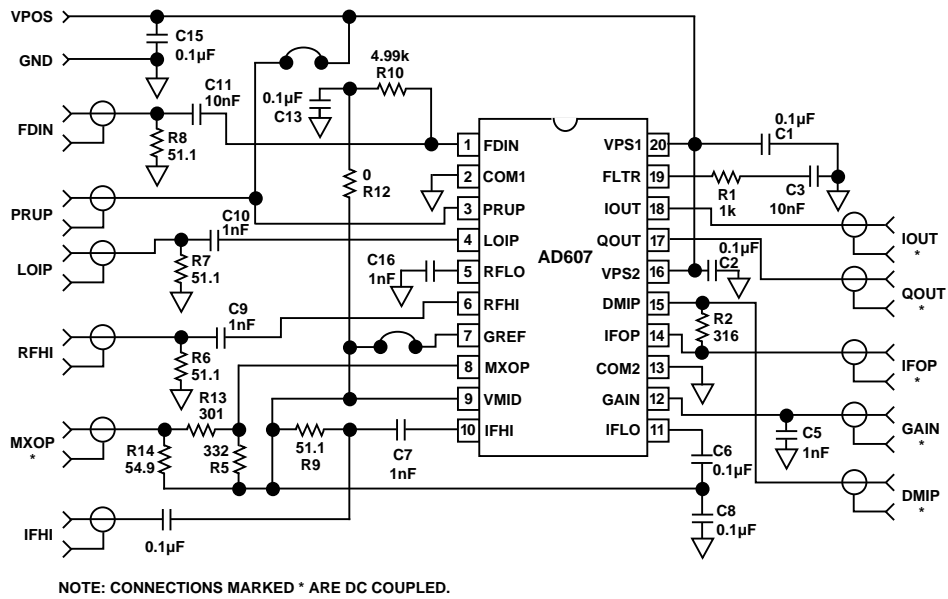 VPOS
GND
C15
0.1µF
C11
10nF
FDIN
R8
51.1
4.99k
R10
0.1µF
C13
0
R12
PRUP
LOIP
C10
1nF
R7
51.1
C16
1nF
RFHI
C9
1nF
R6
51.1
R13
301
MXOP
*
R14
54.9
332
R5
51.1
R9
C7
1nF
IFHI
0.1µF
AD607
1 FDIN
2 COM1
3 PRUP
4 LOIP
5 RFLO
6 RFHI
7 GREF
8 MXOP
9 VMID
10 IFHI
VPS1 20
FLTR 19
IOUT 18
QOUT 17
VPS2 16
DMIP 15
IFOP 14
COM2 13
GAIN 12
IFLO 11
0.1µF
C1
R1
1k
C3
10nF
0.1µF
C2
R2
316
C5
1nF
C6
0.1µF
C8
0.1µF
IOUT
*
QOUT
*
IFOP
*
GAIN
*
DMIP
*
NOTE: CONNECTIONS MARKED * ARE DC COUPLED.